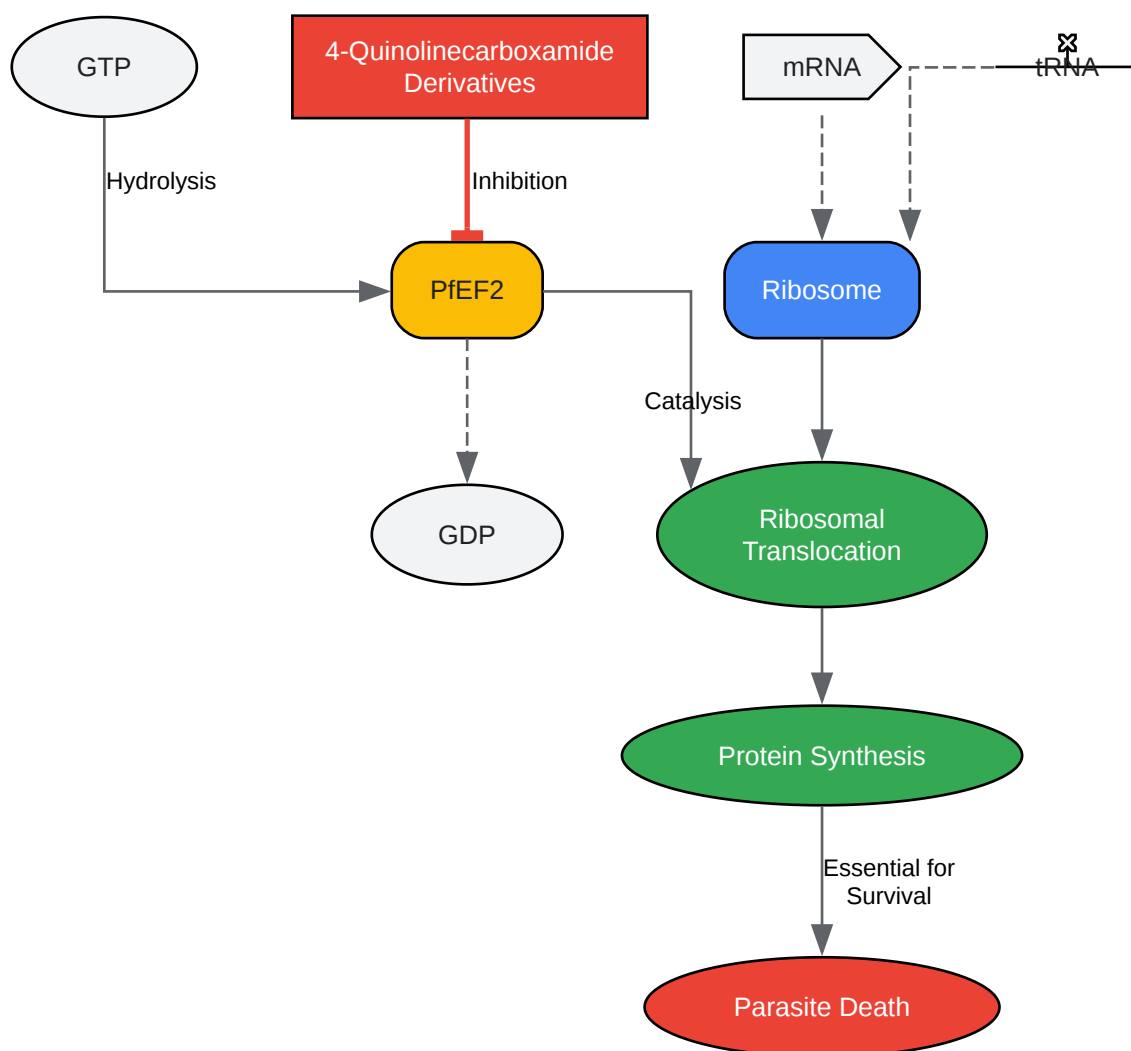 GTP
4-Quinolinecarboxamide
Derivatives
mRNA
tRNA
Hydrolysis
Inhibition
PfEF2
Ribosome
Catalysis
GDP
Ribosomal
Translocation
Protein Synthesis
Essential for
Survival
Parasite Death